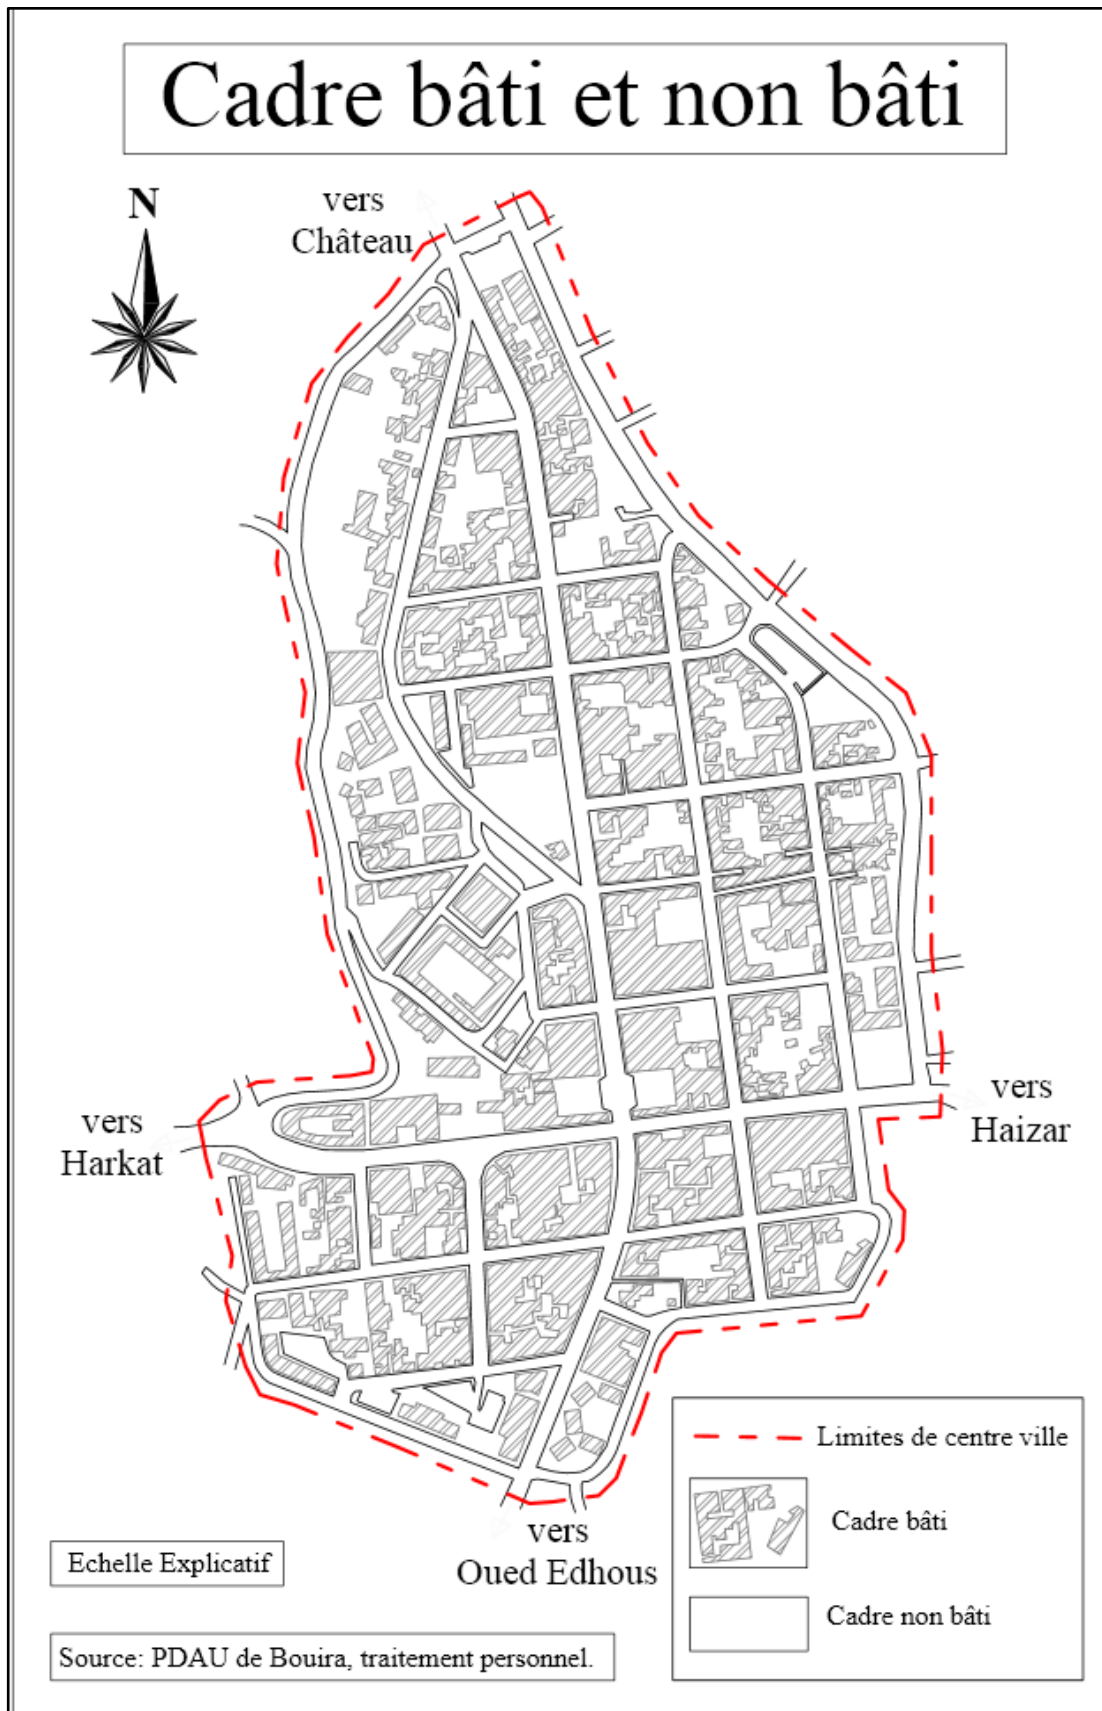 Cadre bâti et non bâti
N
vers
Château
vers
Harkat
vers
Haizar
vers
Oued Edhous
Limites de centre ville
Cadre bâti
Cadre non bâti
Echelle Explicatif
Source: PDAU de Bouira, traitement personnel.